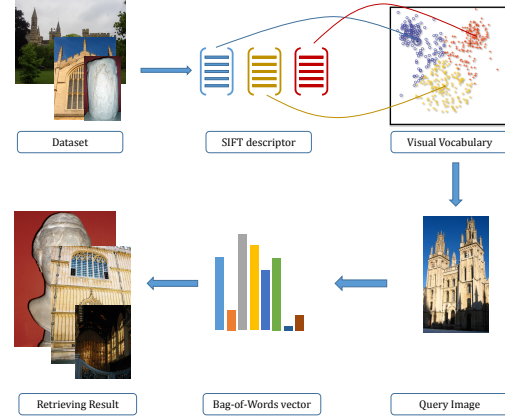 Dataset
SIFT descriptor
Visual Vocabulary
Retrieving Result
Bag-of-Words vector
Query Image